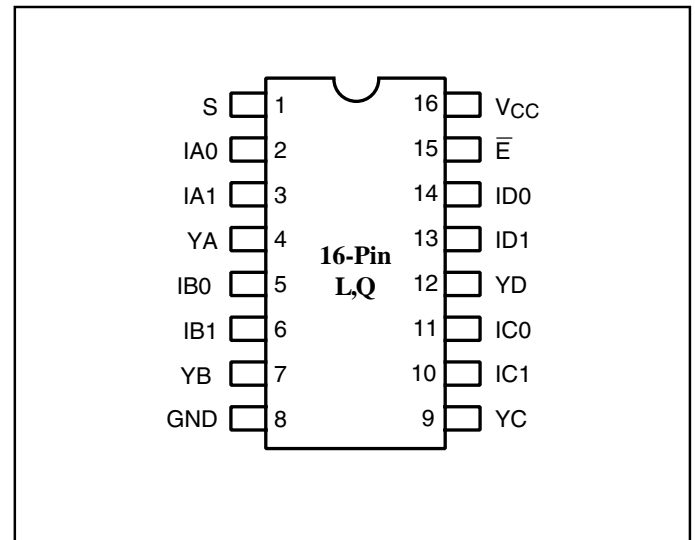 S 1 16 VCC
IA0 2 15 E̅
IA1 3 14 ID0
YA 4 13 ID1
16-Pin
IB0 5 L,Q 12 YD
IB1 6 11 IC0
YB 7 10 IC1
GND 8 9 YC